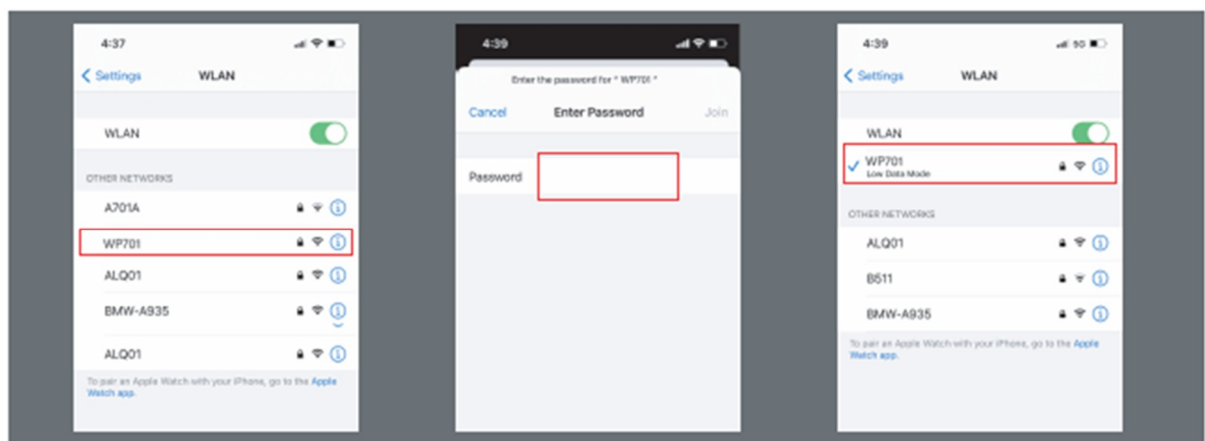 4:37
Settings
WLAN
WLAN
OTHER NETWORKS
A701A
WP701
ALQ01
BMW-A935
ALQ01
To pair an Apple Watch with your iPhone, go to the Apple
Watch app.
4:39
Enter the password for " WP701 "
Cancel
Enter Password
Join
Password
4:39
5G
Settings
WLAN
WLAN
WP701
Low Data Mode
OTHER NETWORKS
ALQ01
B511
BMW-A935
To pair an Apple Watch with your iPhone, go to the Apple
Watch app.